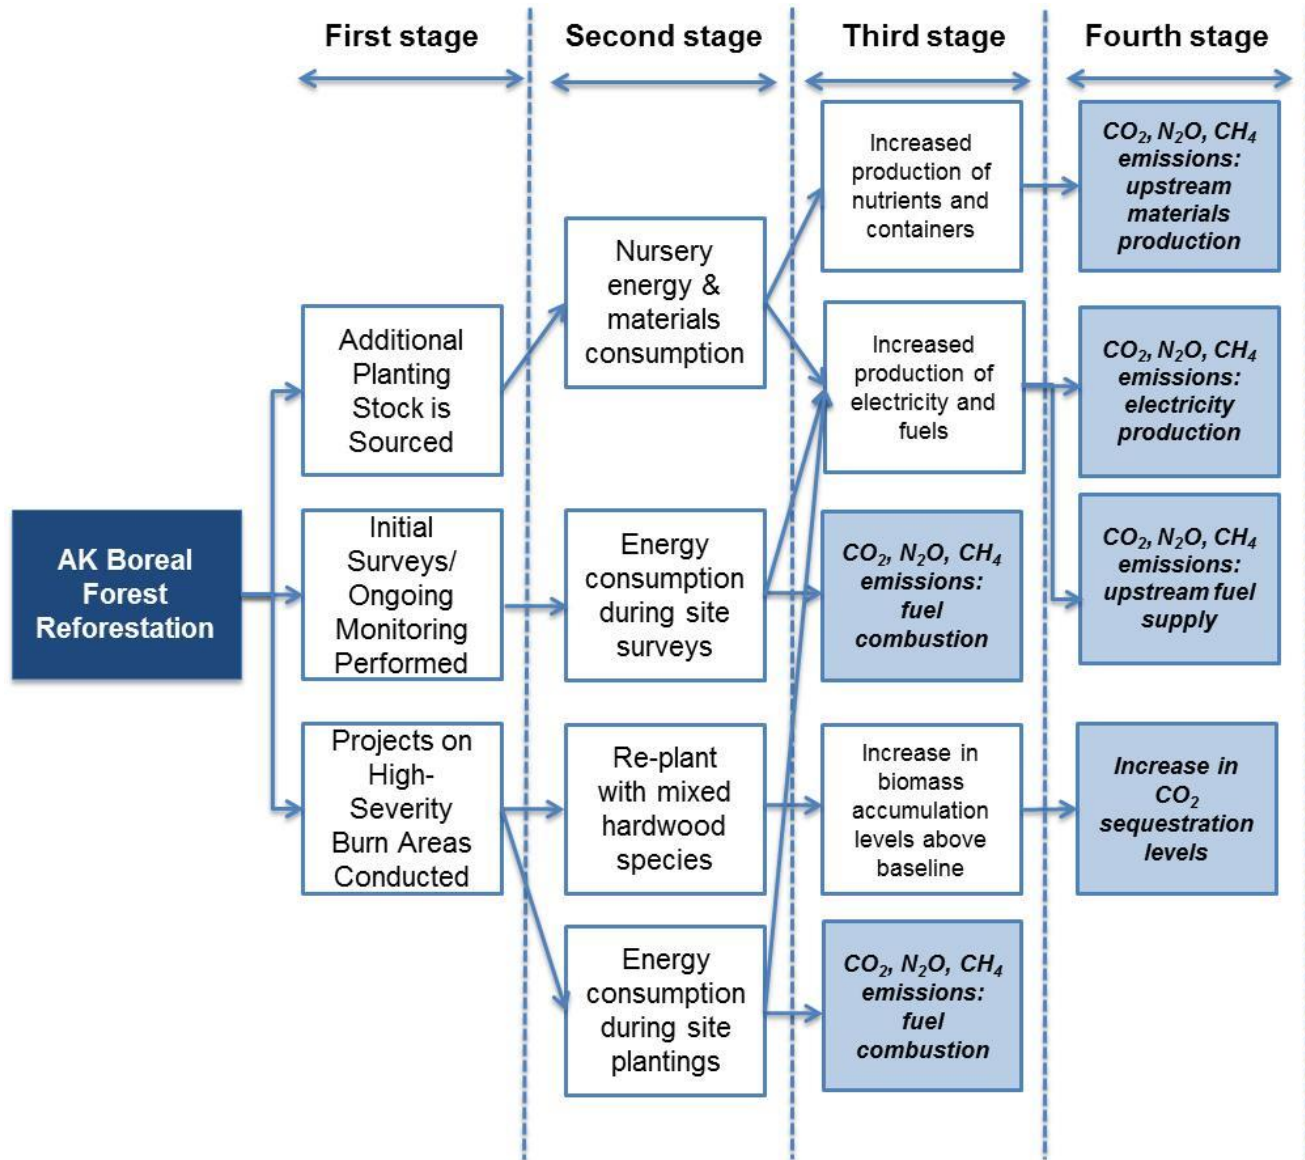 First stage
Second stage
Third stage
Fourth stage
AK Boreal
Forest
Reforestation
Additional
Planting
Stock is
Sourced
Initial
Surveys/
Ongoing
Monitoring
Performed
Projects on
High-
Severity
Burn Areas
Conducted
Nursery
energy &
materials
consumption
Energy
consumption
during site
surveys
Re-plant
with mixed
hardwood
species
Energy
consumption
during site
plantings
Increased
production of
nutrients and
containers
Increased
production of
electricity and
fuels
CO₂, N₂O, CH₄
emissions:
fuel
combustion
Increase in
biomass
accumulation
levels above
baseline
CO₂, N₂O, CH₄
emissions:
fuel
combustion
CO₂, N₂O, CH₄
emissions:
upstream
materials
production
CO₂, N₂O, CH₄
emissions:
electricity
production
CO₂, N₂O, CH₄
emissions:
upstream fuel
supply
Increase in
CO₂
sequestration
levels